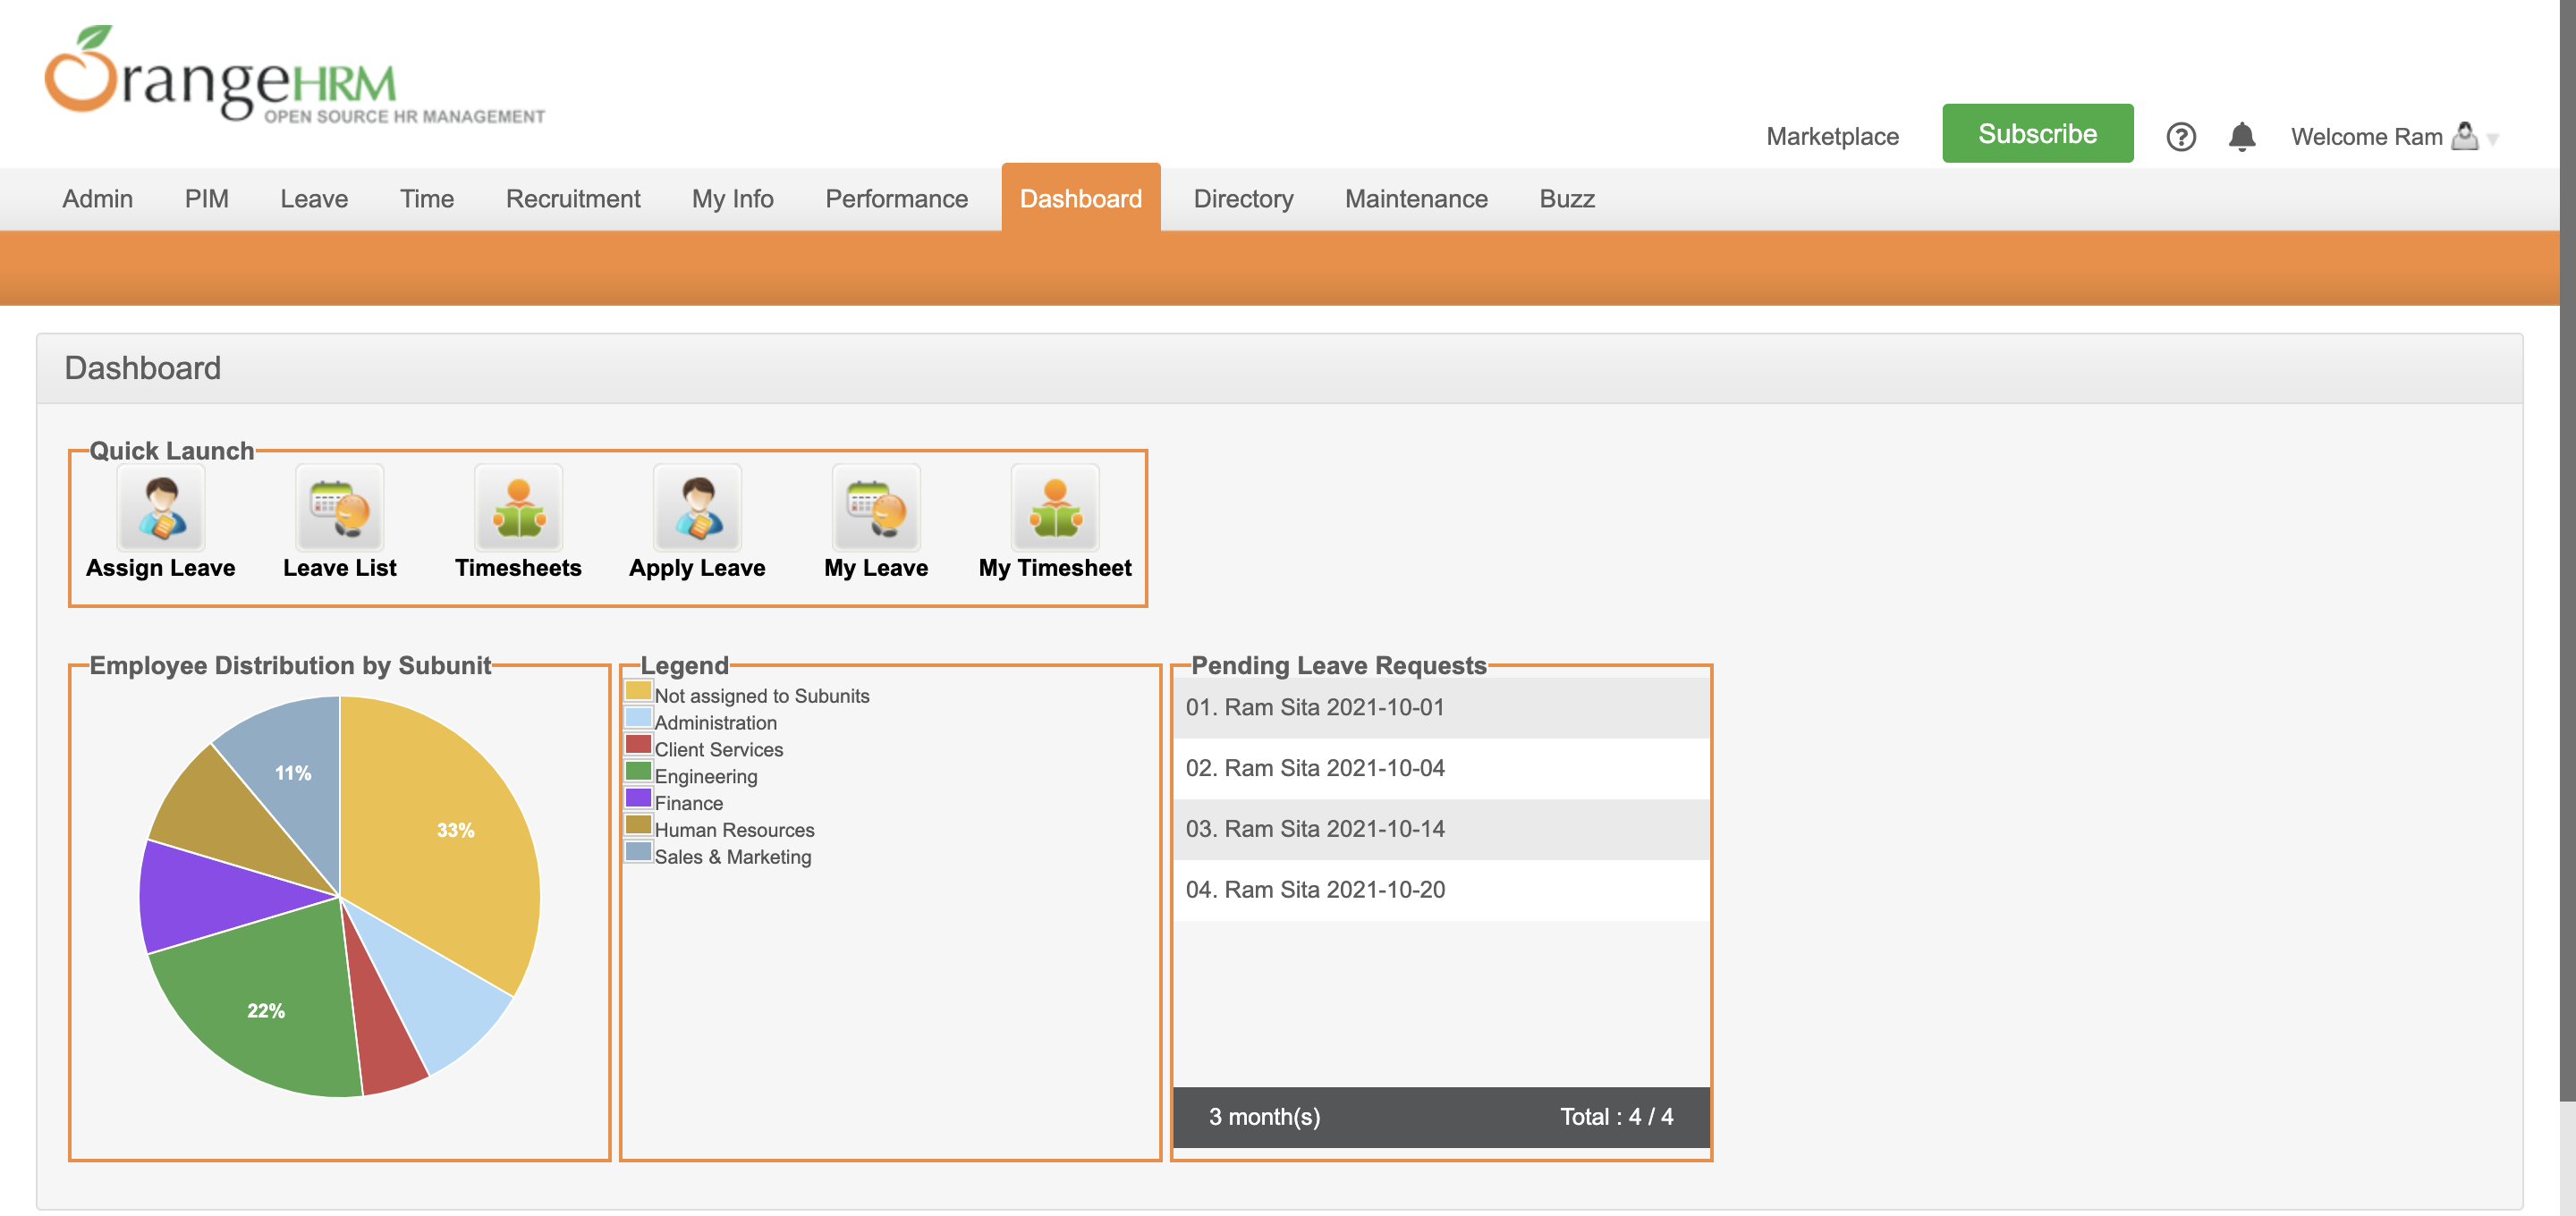 OrangeHRM
OPEN SOURCE HR MANAGEMENT
Marketplace
Subscribe
?
Welcome Ram
Admin PIM Leave Time Recruitment My Info Performance Dashboard Directory Maintenance Buzz
Dashboard
Quick Launch
Assign Leave Leave List Timesheets Apply Leave My Leave My Timesheet
Employee Distribution by Subunit
11%
33%
22%
Legend
Not assigned to Subunits
Administration
Client Services
Engineering
Finance
Human Resources
Sales & Marketing
Pending Leave Requests
01. Ram Sita 2021-10-01
02. Ram Sita 2021-10-04
03. Ram Sita 2021-10-14
04. Ram Sita 2021-10-20
3 month(s) Total : 4 / 4